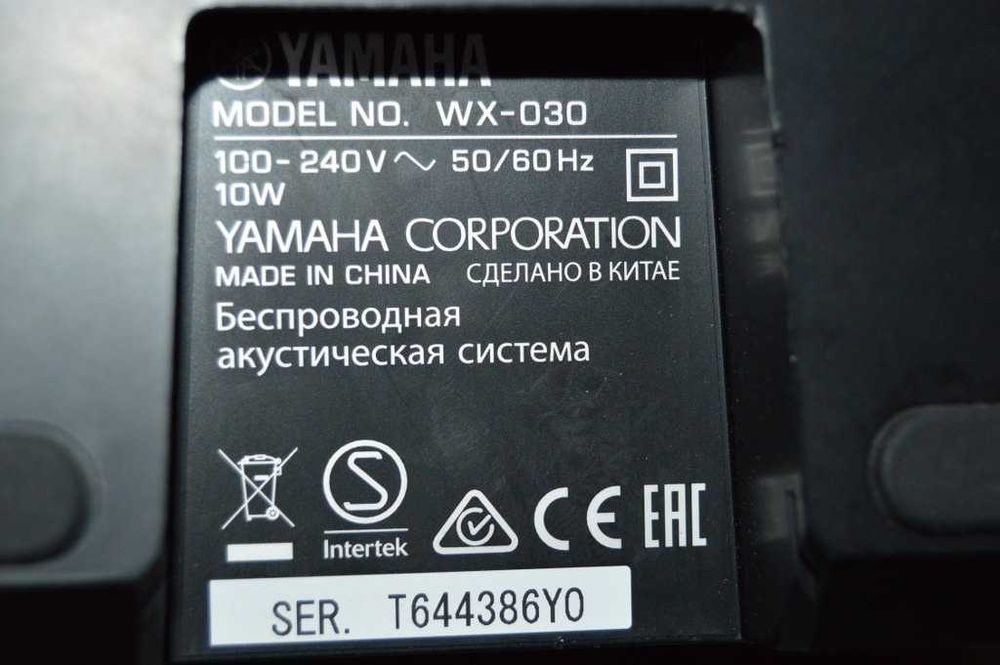 YAMAHA
MODEL NO. WX-030
100-240V ~ 50/60Hz
10W
YAMAHA CORPORATION
MADE IN CHINA СДЕЛАНО В КИТАЕ
Беспроводная
акустическая система
S
Intertek
CE EAC
SER. T644386Y0